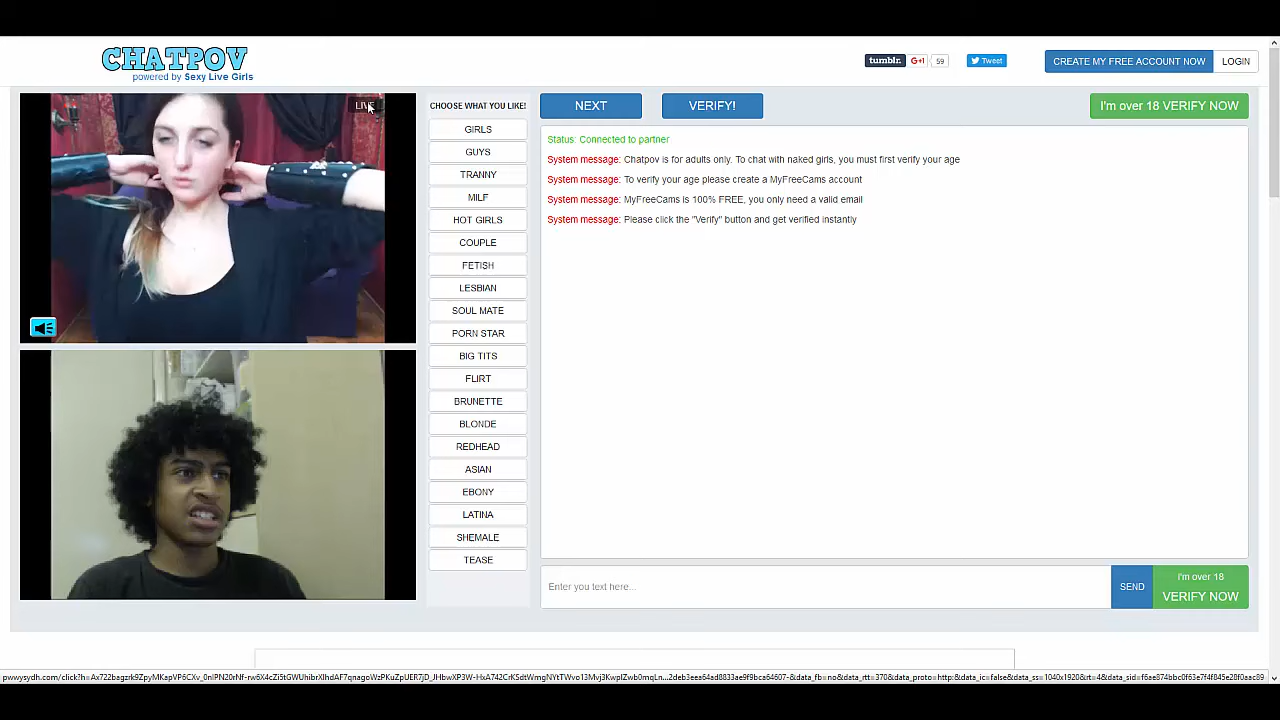 CHATPOV
powered by Sexy Live Girls
tumblr.
G+1
59
Tweet
CREATE MY FREE ACCOUNT NOW
LOGIN
LIVE
CHOOSE WHAT YOU LIKE!
GIRLS
GUYS
TRANNY
MILF
HOT GIRLS
COUPLE
FETISH
LESBIAN
SOUL MATE
PORN STAR
BIG TITS
FLIRT
BRUNETTE
BLONDE
REDHEAD
ASIAN
EBONY
LATINA
SHEMALE
TEASE
NEXT
VERIFY!
I'm over 18 VERIFY NOW
Status: Connected to partner
System message: Chatpov is for adults only. To chat with naked girls, you must first verify your age
System message: To verify your age please create a MyFreeCams account
System message: MyFreeCams is 100% FREE, you only need a valid email
System message: Please click the "Verify" button and get verified instantly
Enter you text here...
SEND
I'm over 18
VERIFY NOW